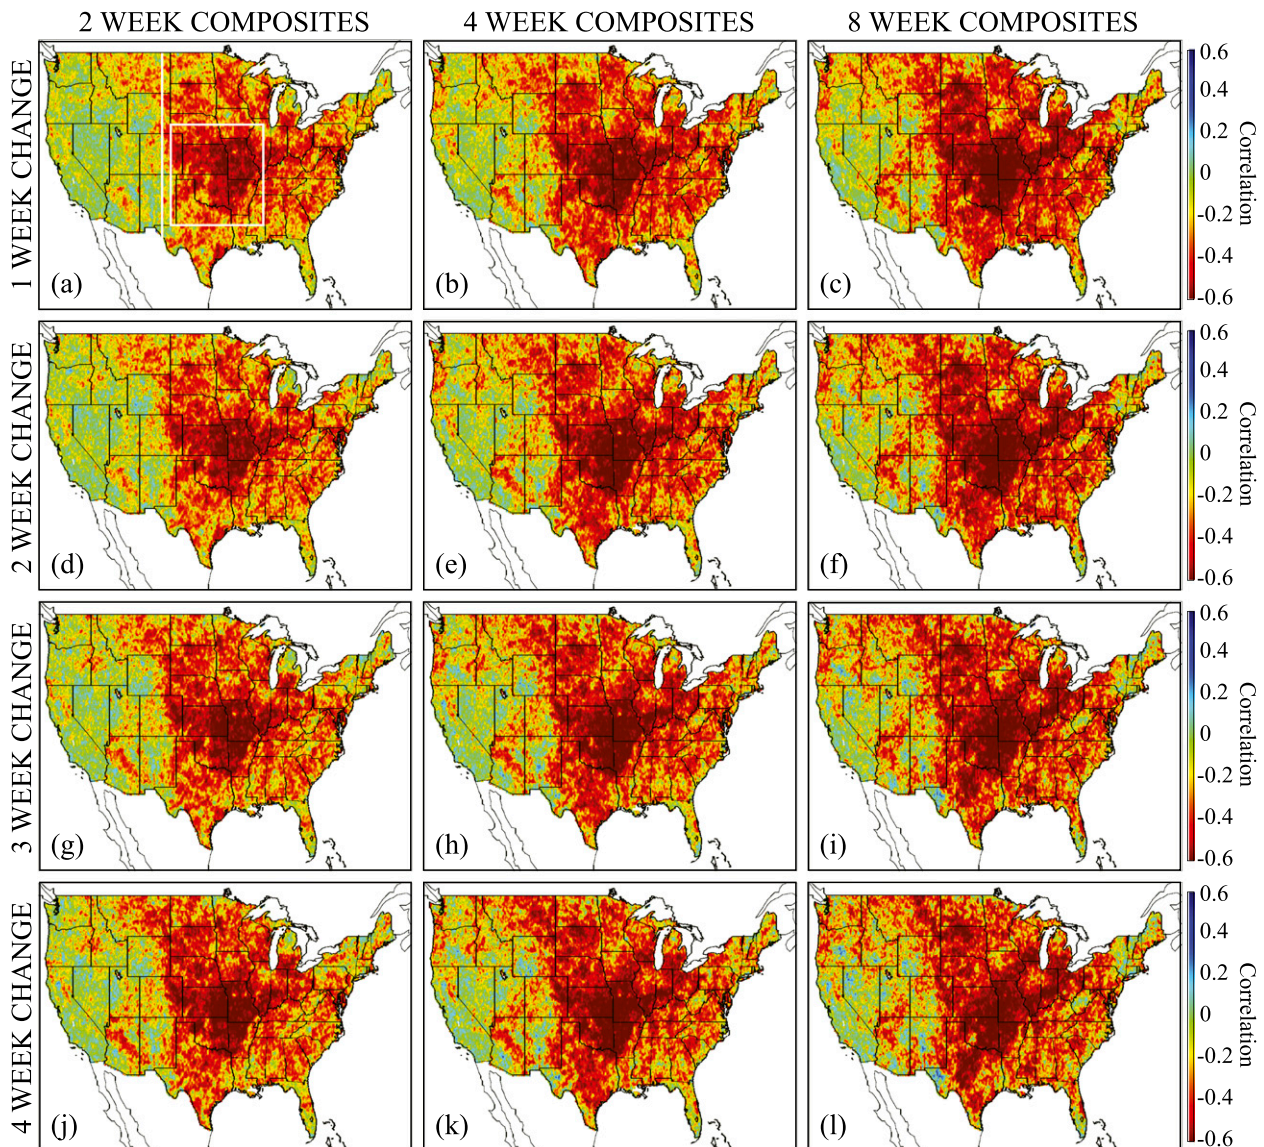 2 WEEK COMPOSITES 4 WEEK COMPOSITES 8 WEEK COMPOSITES
1 WEEK CHANGE
(a) (b) (c)
0.6
0.4
0.2
0
-0.2
-0.4
-0.6
Correlation
2 WEEK CHANGE
(d) (e) (f)
0.6
0.4
0.2
0
-0.2
-0.4
-0.6
Correlation
3 WEEK CHANGE
(g) (h) (i)
0.6
0.4
0.2
0
-0.2
-0.4
-0.6
Correlation
4 WEEK CHANGE
(j) (k) (l)
0.6
0.4
0.2
0
-0.2
-0.4
-0.6
Correlation